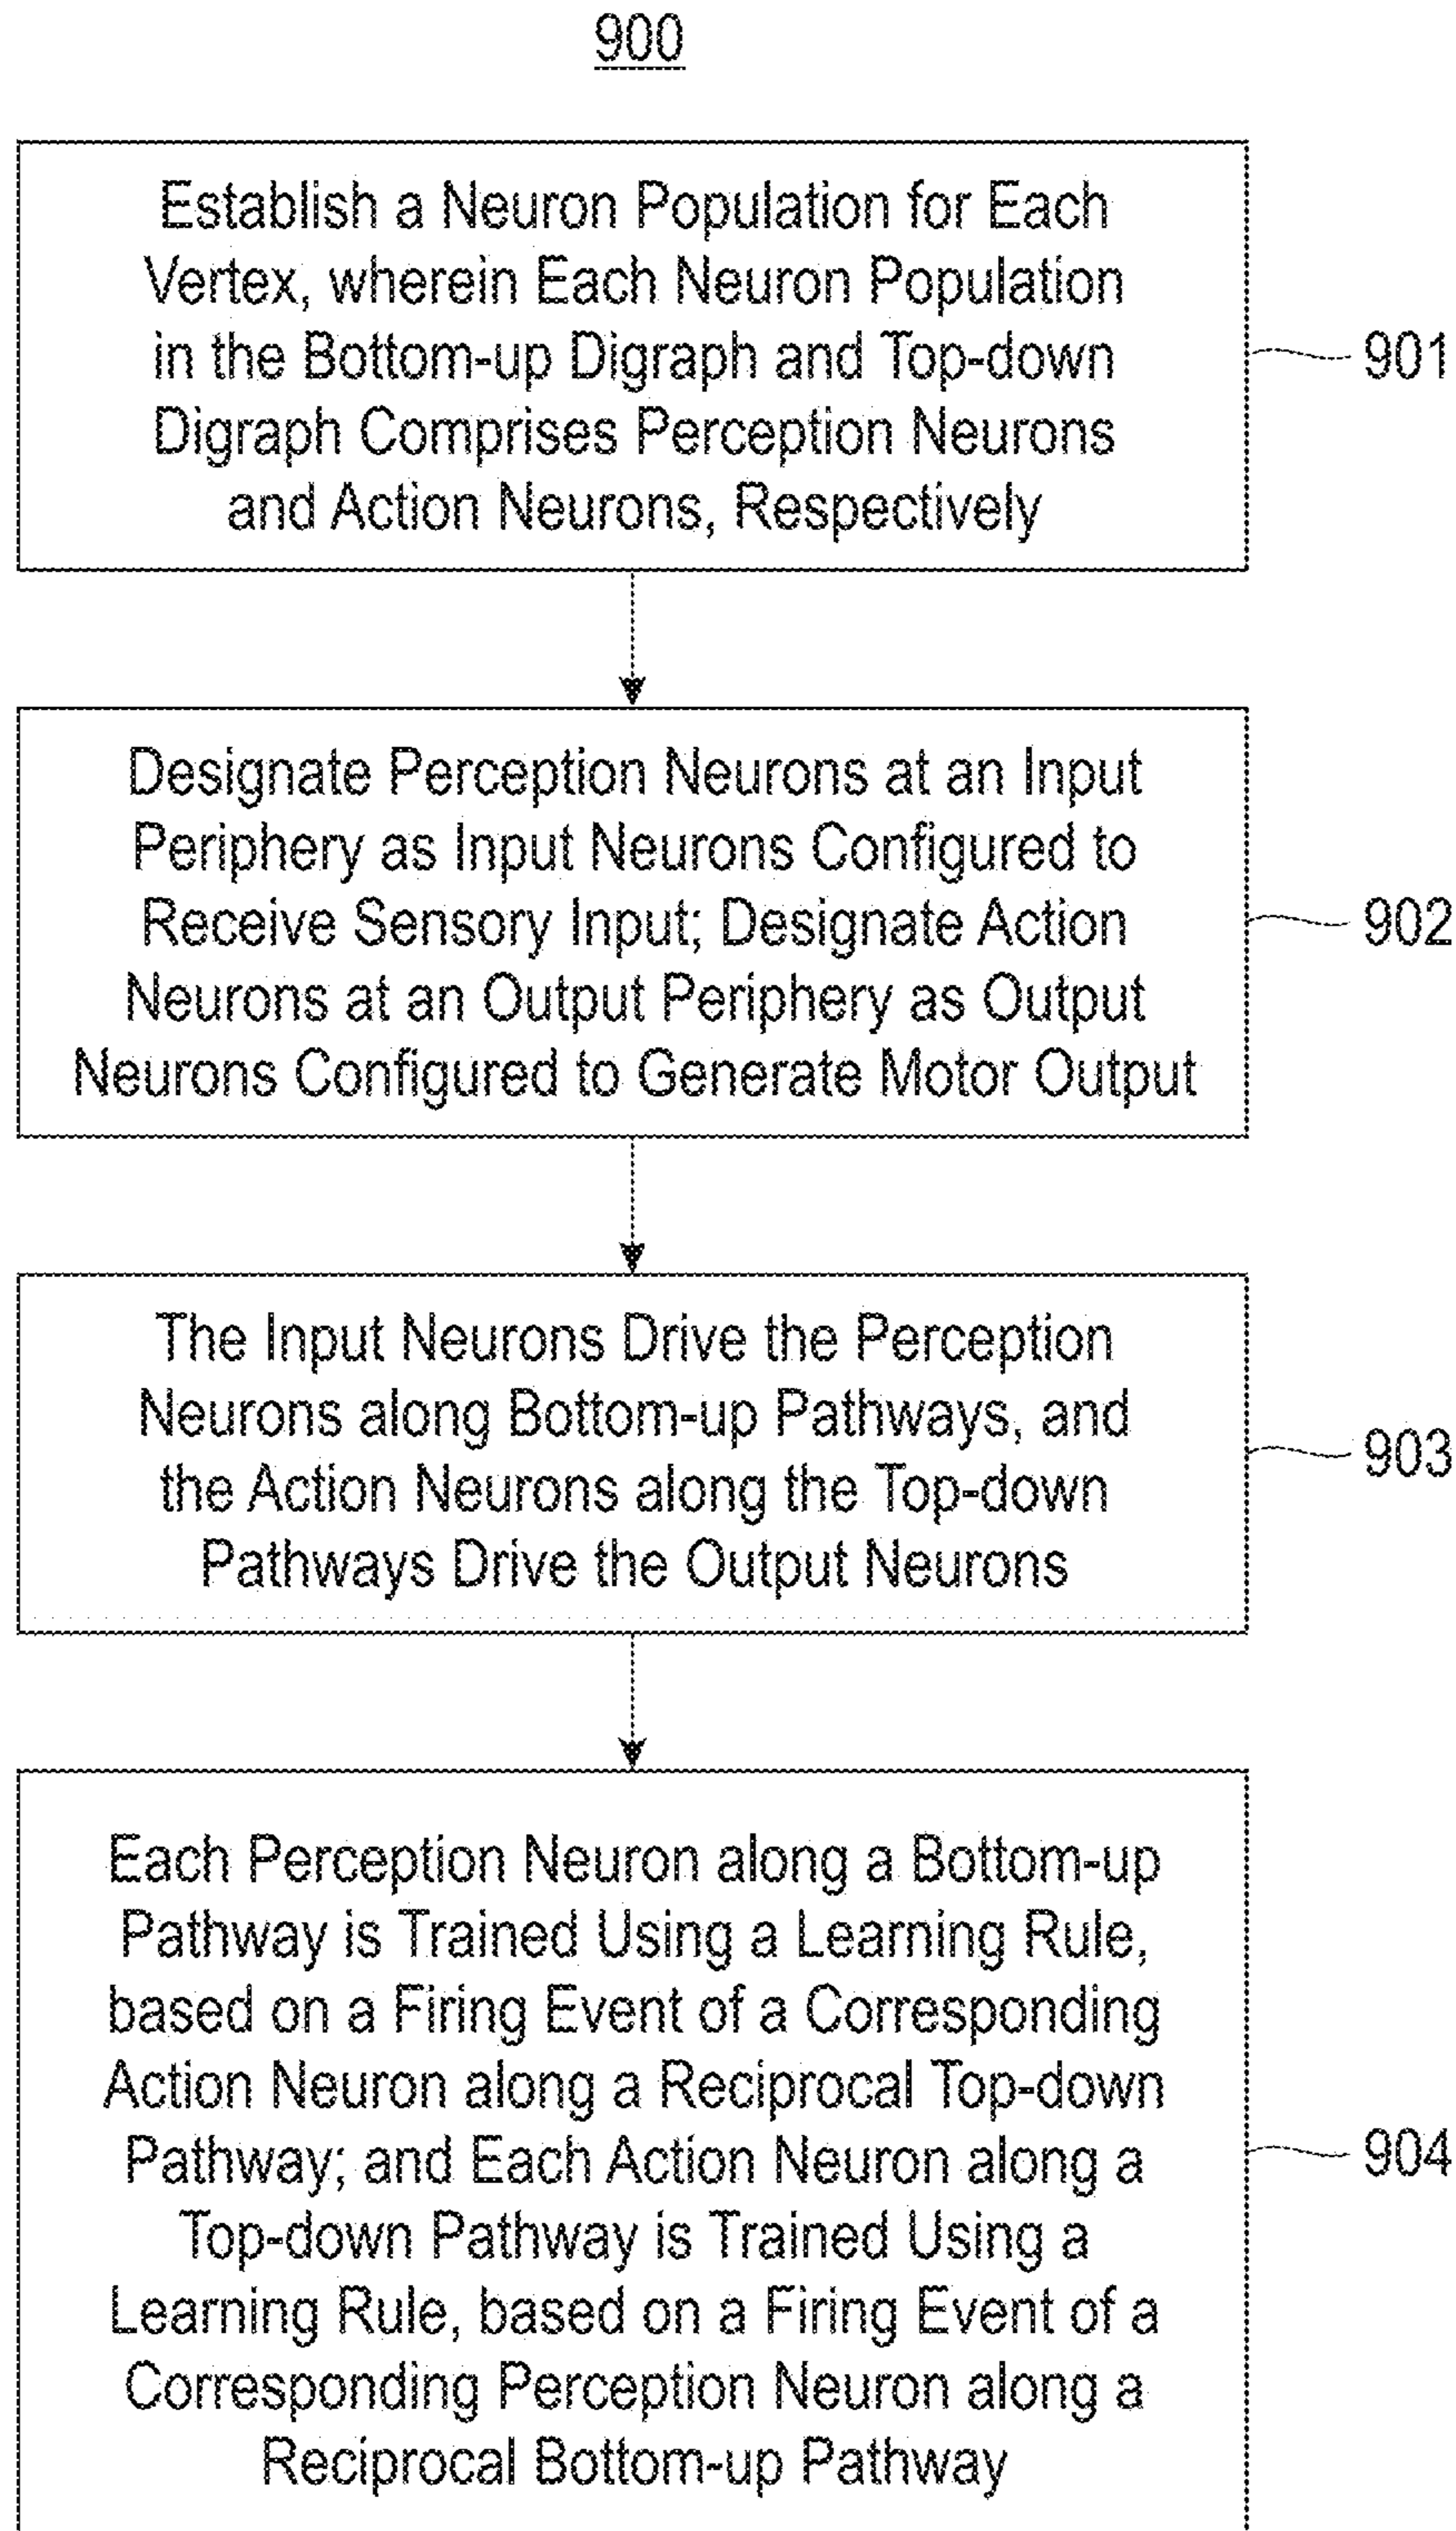 900
Establish a Neuron Population for Each
Vertex, wherein Each Neuron Population
in the Bottom-up Digraph and Top-down
Digraph Comprises Perception Neurons
and Action Neurons, Respectively
901
Designate Perception Neurons at an Input
Periphery as Input Neurons Configured to
Receive Sensory Input; Designate Action
Neurons at an Output Periphery as Output
Neurons Configured to Generate Motor Output
902
The Input Neurons Drive the Perception
Neurons along Bottom-up Pathways, and
the Action Neurons along the Top-down
Pathways Drive the Output Neurons
903
Each Perception Neuron along a Bottom-up
Pathway is Trained Using a Learning Rule,
based on a Firing Event of a Corresponding
Action Neuron along a Reciprocal Top-down
Pathway; and Each Action Neuron along a
Top-down Pathway is Trained Using a
Learning Rule, based on a Firing Event of a
Corresponding Perception Neuron along a
Reciprocal Bottom-up Pathway
904